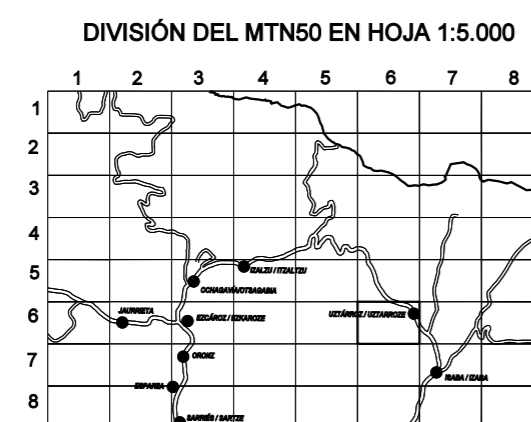 DIVISIÓN DEL MTN50 EN HOJA 1:5.000
1 2 3 4 5 6 7 8
1
2
3
4
5
6
7
8
IZALZU / ITZALTZU
OCHAGAVÍA/OTSAGABIA
JAURRIETA
EZCÁROZ / EZKAROZE
UZTÁRROZ / UZTARROZE
ORONZ
ISABA / IZABA
ESPARZA
SARRIÉS / SARTZE